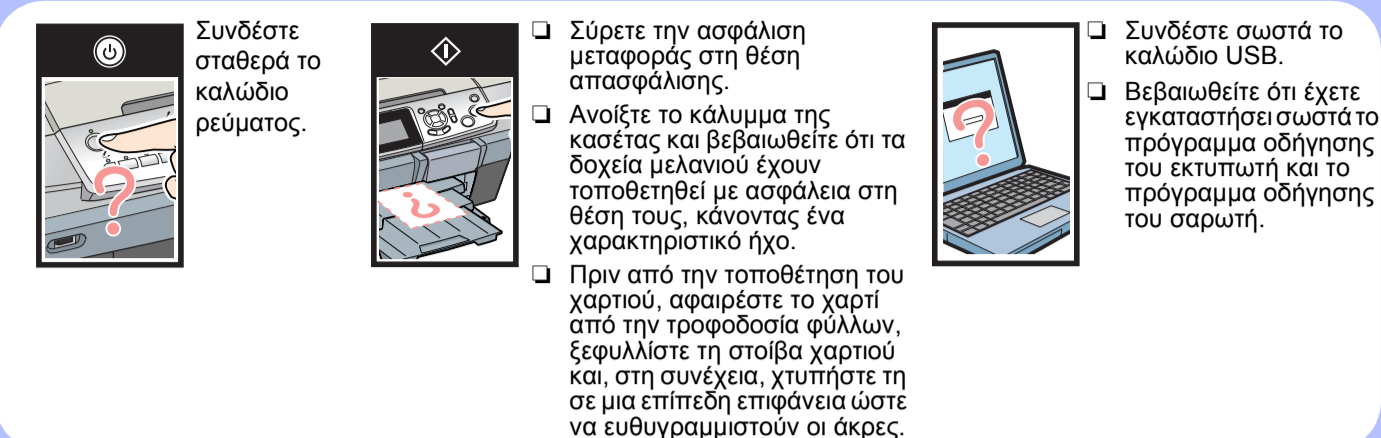 Συνδέστε
σταθερά το
καλώδιο
ρεύματος.
❏ Σύρετε την ασφάλιση
μεταφοράς στη θέση
απασφάλισης.
❏ Ανοίξτε το κάλυμμα της
κασέτας και βεβαιωθείτε ότι τα
δοχεία μελανιού έχουν
τοποθετηθεί με ασφάλεια στη
θέση τους, κάνοντας ένα
χαρακτηριστικό ήχο.
❏ Πριν από την τοποθέτηση του
χαρτιού, αφαιρέστε το χαρτί
από την τροφοδοσία φύλλων,
ξεφυλλίστε τη στοίβα χαρτιού
και, στη συνέχεια, χτυπήστε τη
σε μια επίπεδη επιφάνεια ώστε
να ευθυγραμμιστούν οι άκρες.
❏ Συνδέστε σωστά το
καλώδιο USB.
❏ Βεβαιωθείτε ότι έχετε
εγκαταστήσει σωστά το
πρόγραμμα οδήγησης
του εκτυπωτή και το
πρόγραμμα οδήγησης
του σαρωτή.